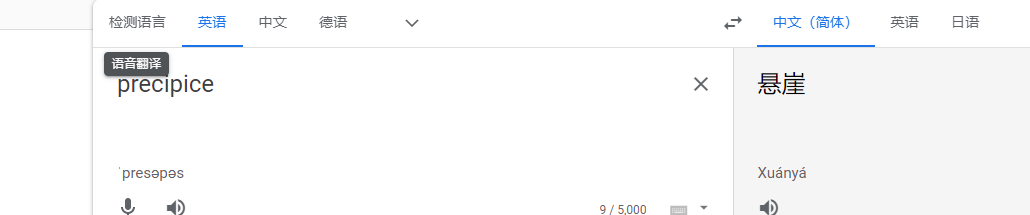 检测语言 英语 中文 德语 中文（简体） 英语 日语
语音翻译
precipice 悬崖
ˈpresəpəs Xuányá
9 / 5,000